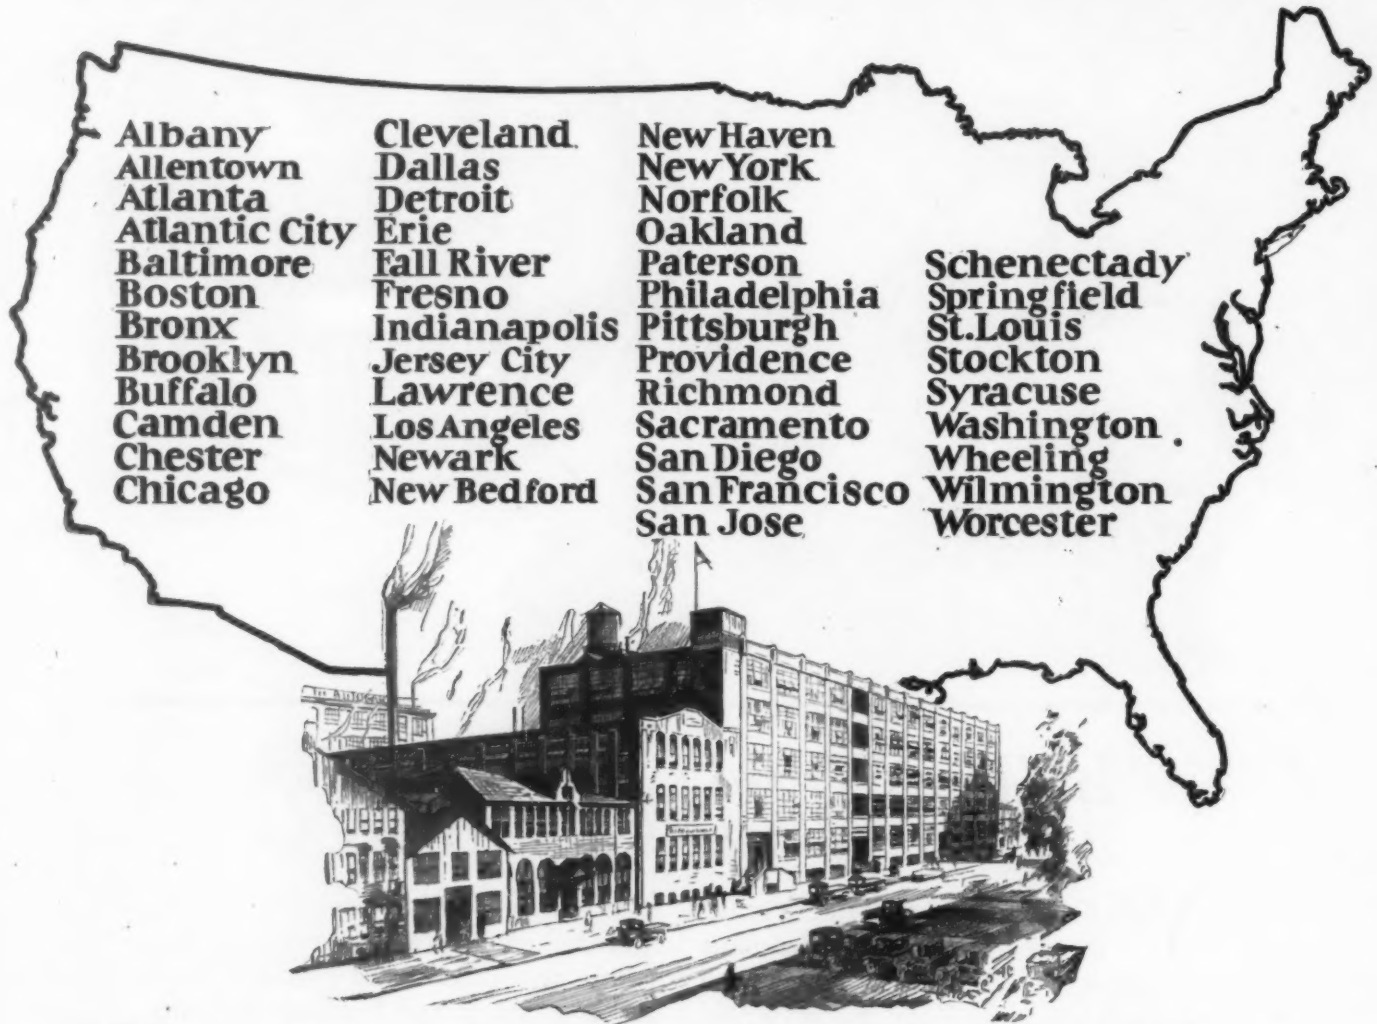 Albany
Allentown
Atlanta
Atlantic City
Baltimore
Boston
Bronx
Brooklyn
Buffalo
Camden
Chester
Chicago
Cleveland
Dallas
Detroit
Erie
Fall River
Fresno
Indianapolis
Jersey City
Lawrence
Los Angeles
Newark
New Bedford
New Haven
New York
Norfolk
Oakland
Paterson
Philadelphia
Pittsburgh
Providence
Richmond
Sacramento
San Diego
San Francisco
San Jose
Schenectady
Springfield
St. Louis
Stockton
Syracuse
Washington
Wheeling
Wilmington
Worcester